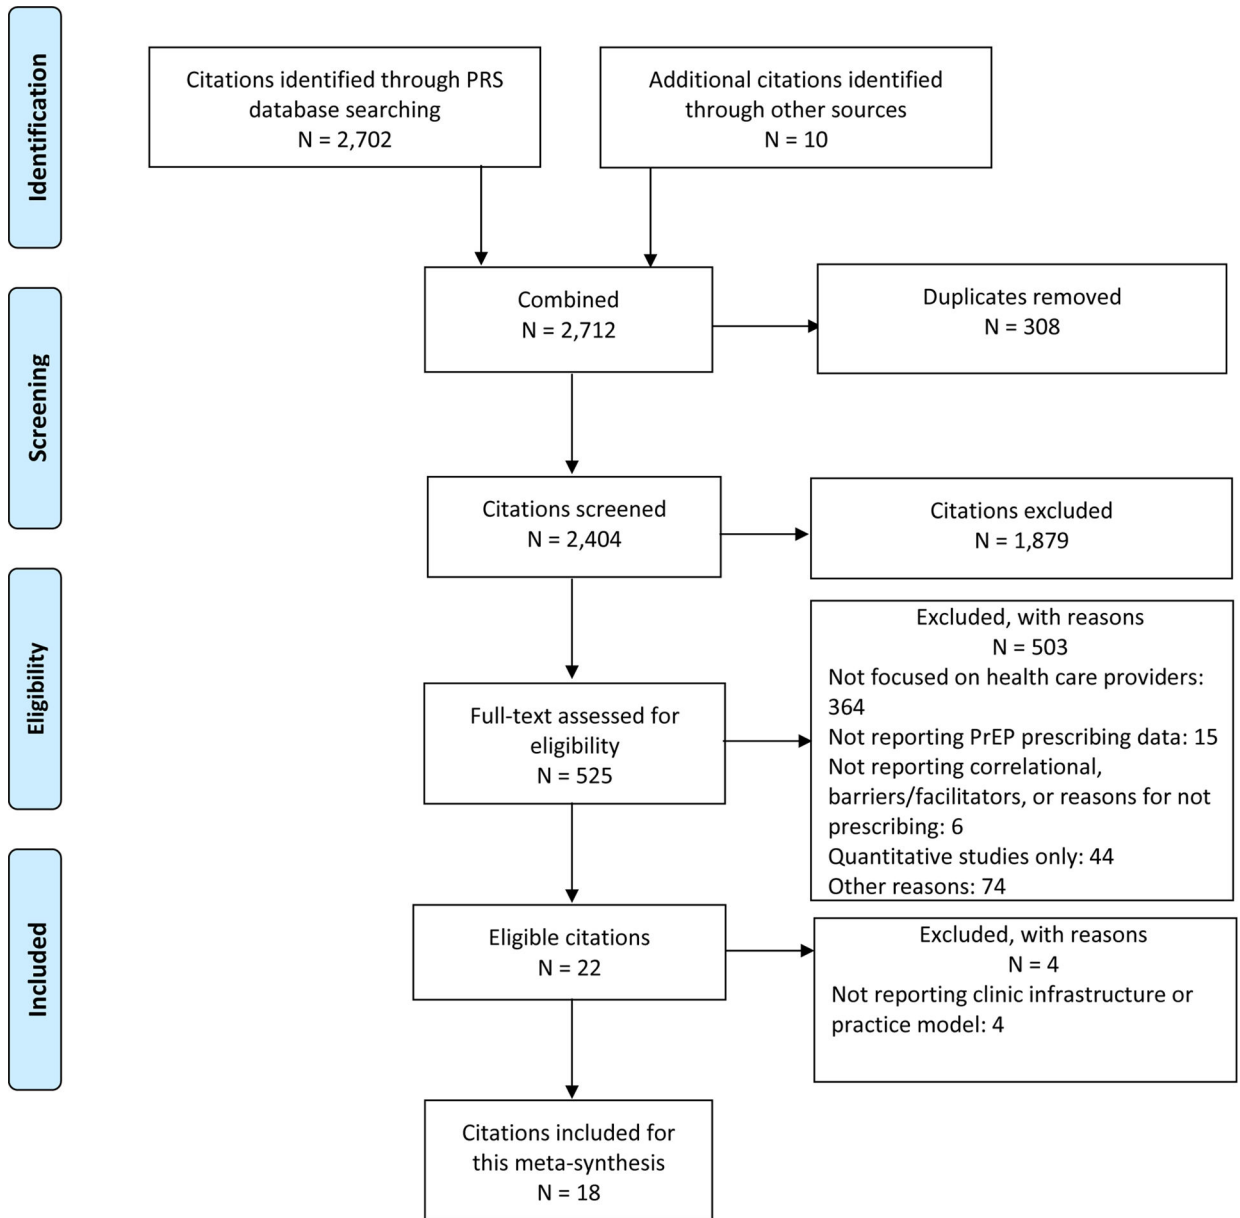 Identification
Citations identified through PRS
database searching
N = 2,702
Additional citations identified
through other sources
N = 10
Screening
Combined
N = 2,712
Duplicates removed
N = 308
Citations screened
N = 2,404
Citations excluded
N = 1,879
Eligibility
Full-text assessed for
eligibility
N = 525
Excluded, with reasons
N = 503
Not focused on health care providers:
364
Not reporting PrEP prescribing data: 15
Not reporting correlational,
barriers/facilitators, or reasons for not
prescribing: 6
Quantitative studies only: 44
Other reasons: 74
Included
Eligible citations
N = 22
Excluded, with reasons
N = 4
Not reporting clinic infrastructure or
practice model: 4
Citations included for
this meta-synthesis
N = 18